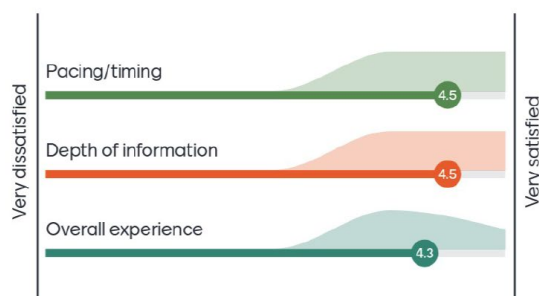 Very dissatisfied
Pacing/timing
4.5
Depth of information
4.5
Overall experience
4.3
Very satisfied